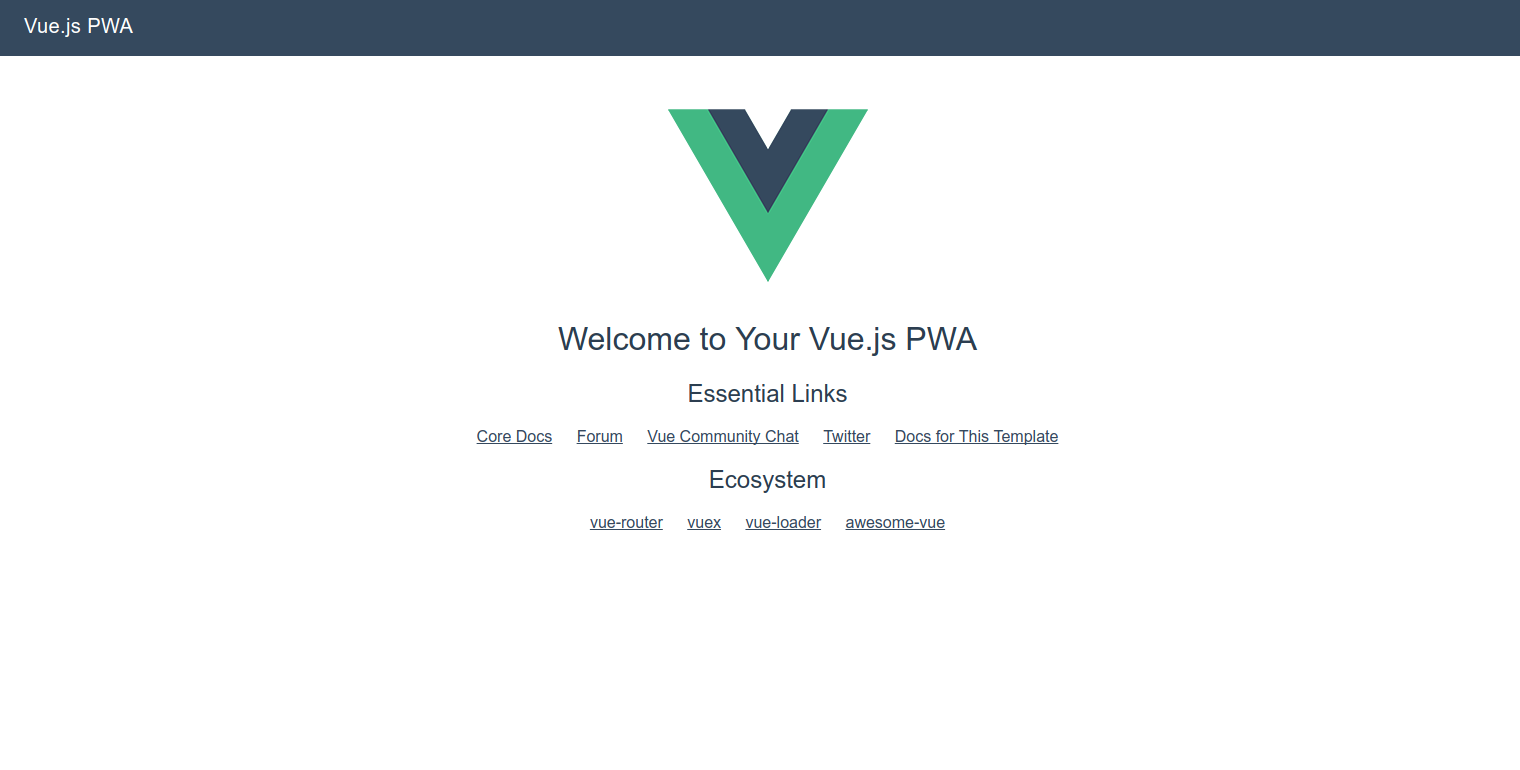 Vue.js PWA
Welcome to Your Vue.js PWA
Essential Links
Core Docs Forum Vue Community Chat Twitter Docs for This Template
Ecosystem
vue-router vuex vue-loader awesome-vue